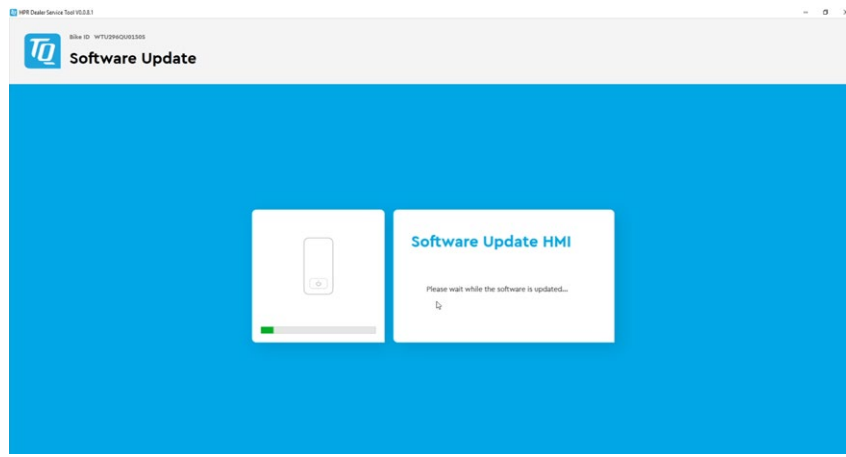 TQ HPR Dealer Service Tool V0.0.8.1
TQ
Bike ID WTU296QU01505
Software Update
Software Update HMI
Please wait while the software is updated...